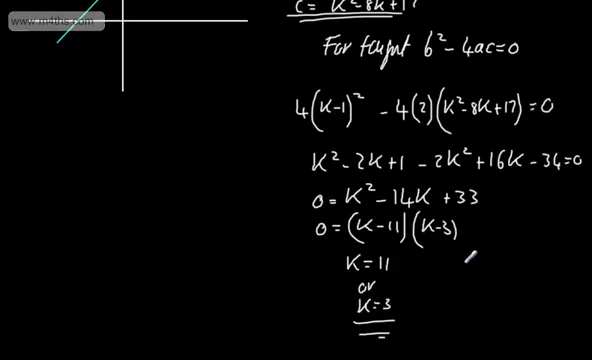 www.m4ths.com
C = K² - 8K + 17
For tangent b² - 4ac = 0
4(K-1)² - 4(2)(K² - 8K + 17) = 0
K² - 2K + 1 - 2K² + 16K - 34 = 0
0 = K² - 14K + 33
0 = (K - 11)(K - 3)
K = 11
or
K = 3